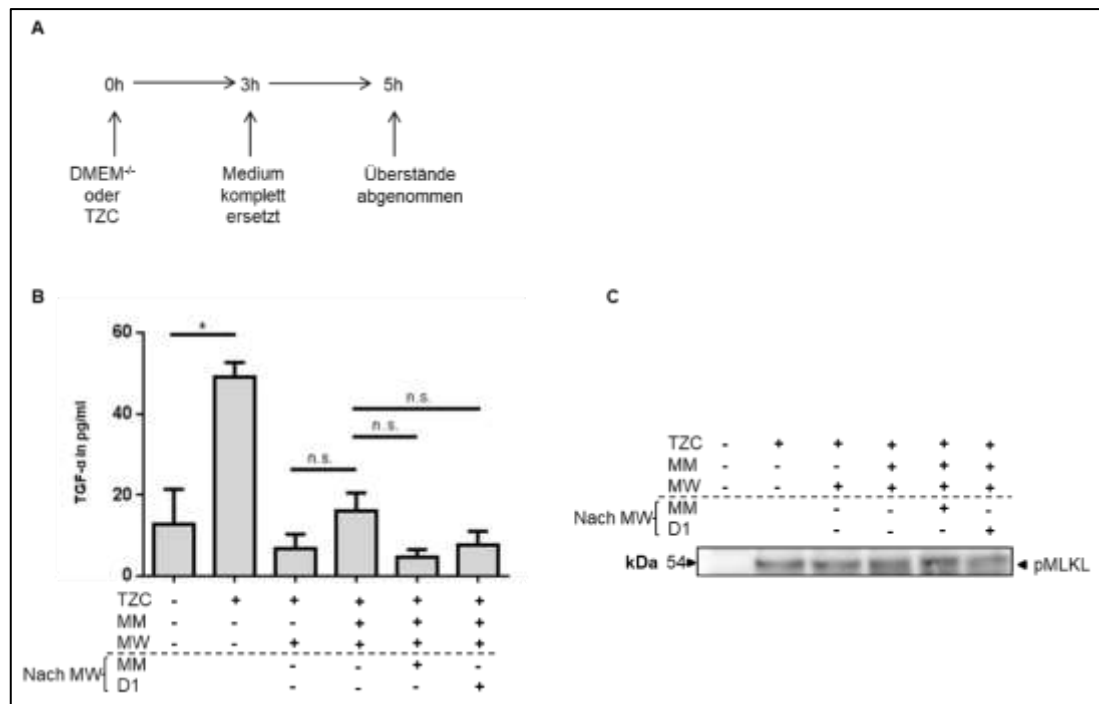 A
0h 3h 5h
DMEM-/-
oder
TZC
Medium
komplett
ersetzt
Überstände
abgenommen
B
TGF-α in pg/ml
60
40
20
0
*
n.s.
n.s.
n.s.
TZC - + + + + +
MM - - - + + +
MW - - + + + +
Nach MW
MM - - + -
D1 - - - +
C
TZC - + + + + +
MM - - - + + +
MW - - + + + +
Nach MW
MM - - + -
D1 - - - +
kDa 54 pMLKL